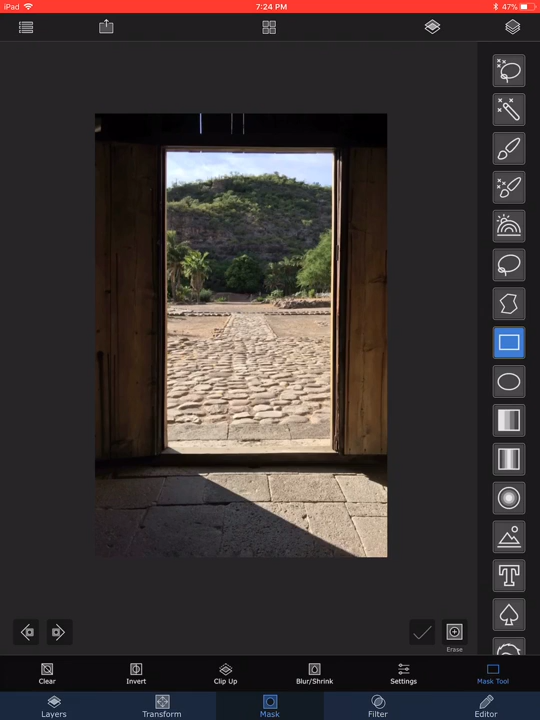 iPad 7:24 PM 47%
Erase
Clear Invert Clip Up Blur/Shrink Settings Mask Tool
Layers Transform Mask Filter Editor